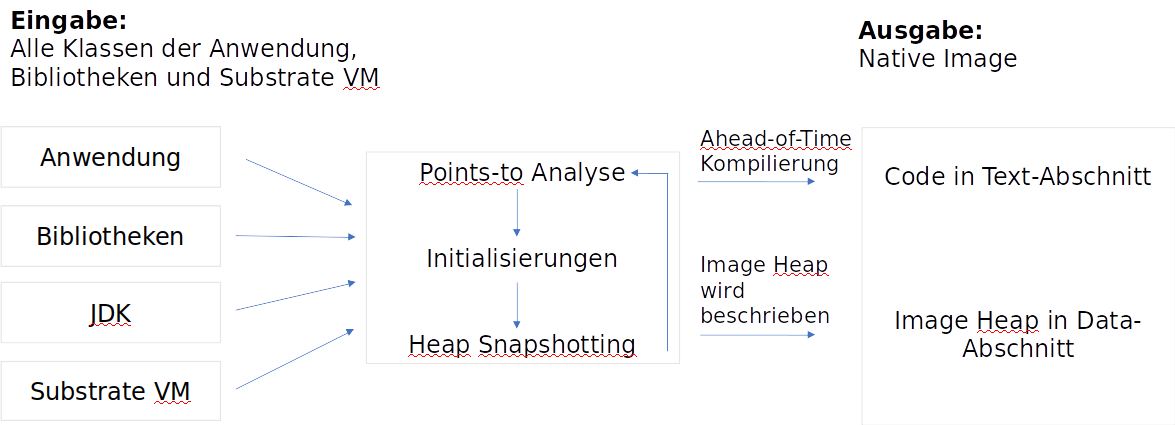 Eingabe:
Alle Klassen der Anwendung,
Bibliotheken und Substrate VM
Ausgabe:
Native Image
Anwendung
Bibliotheken
JDK
Substrate VM
Points-to Analyse
Initialisierungen
Heap Snapshotting
Ahead-of-Time
Kompilierung
Image Heap
wird
beschrieben
Code in Text-Abschnitt
Image Heap in Data-
Abschnitt